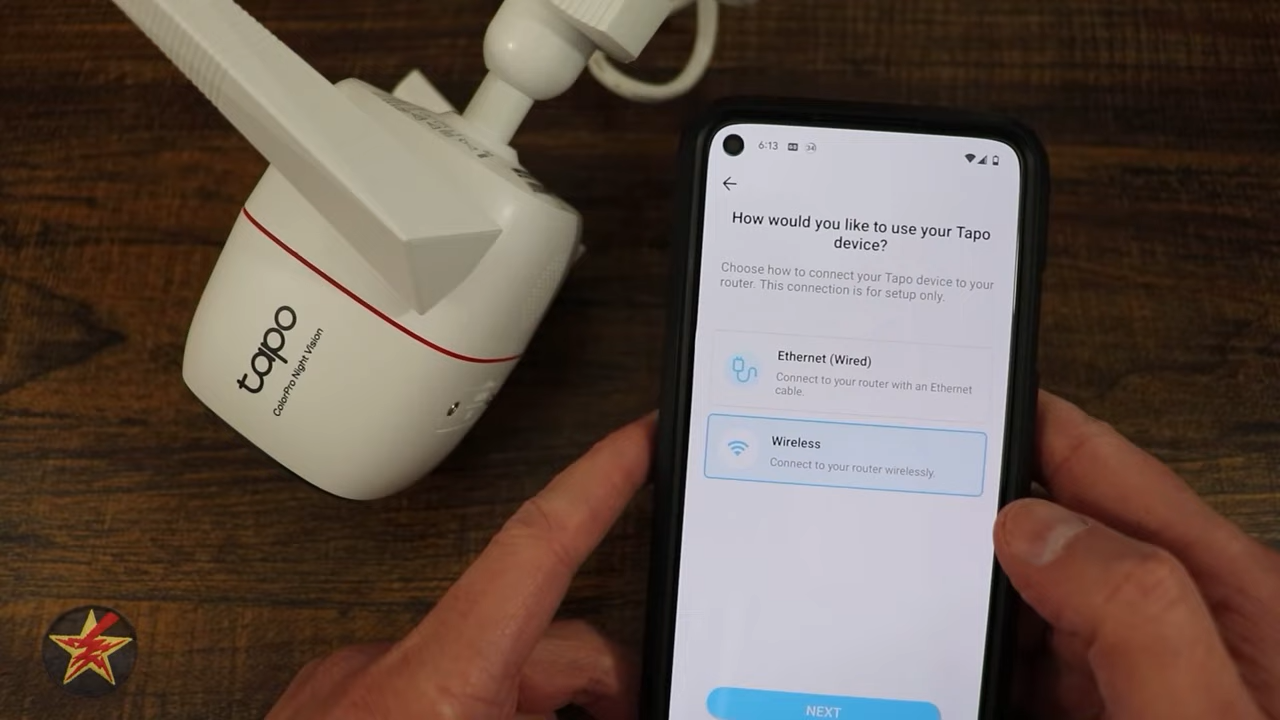 tapo
ColorPro Night Vision
6:13
How would you like to use your Tapo
device?
Choose how to connect your Tapo device to your
router. This connection is for setup only.
Ethernet (Wired)
Connect to your router with an Ethernet
cable.
Wireless
Connect to your router wirelessly.
NEXT